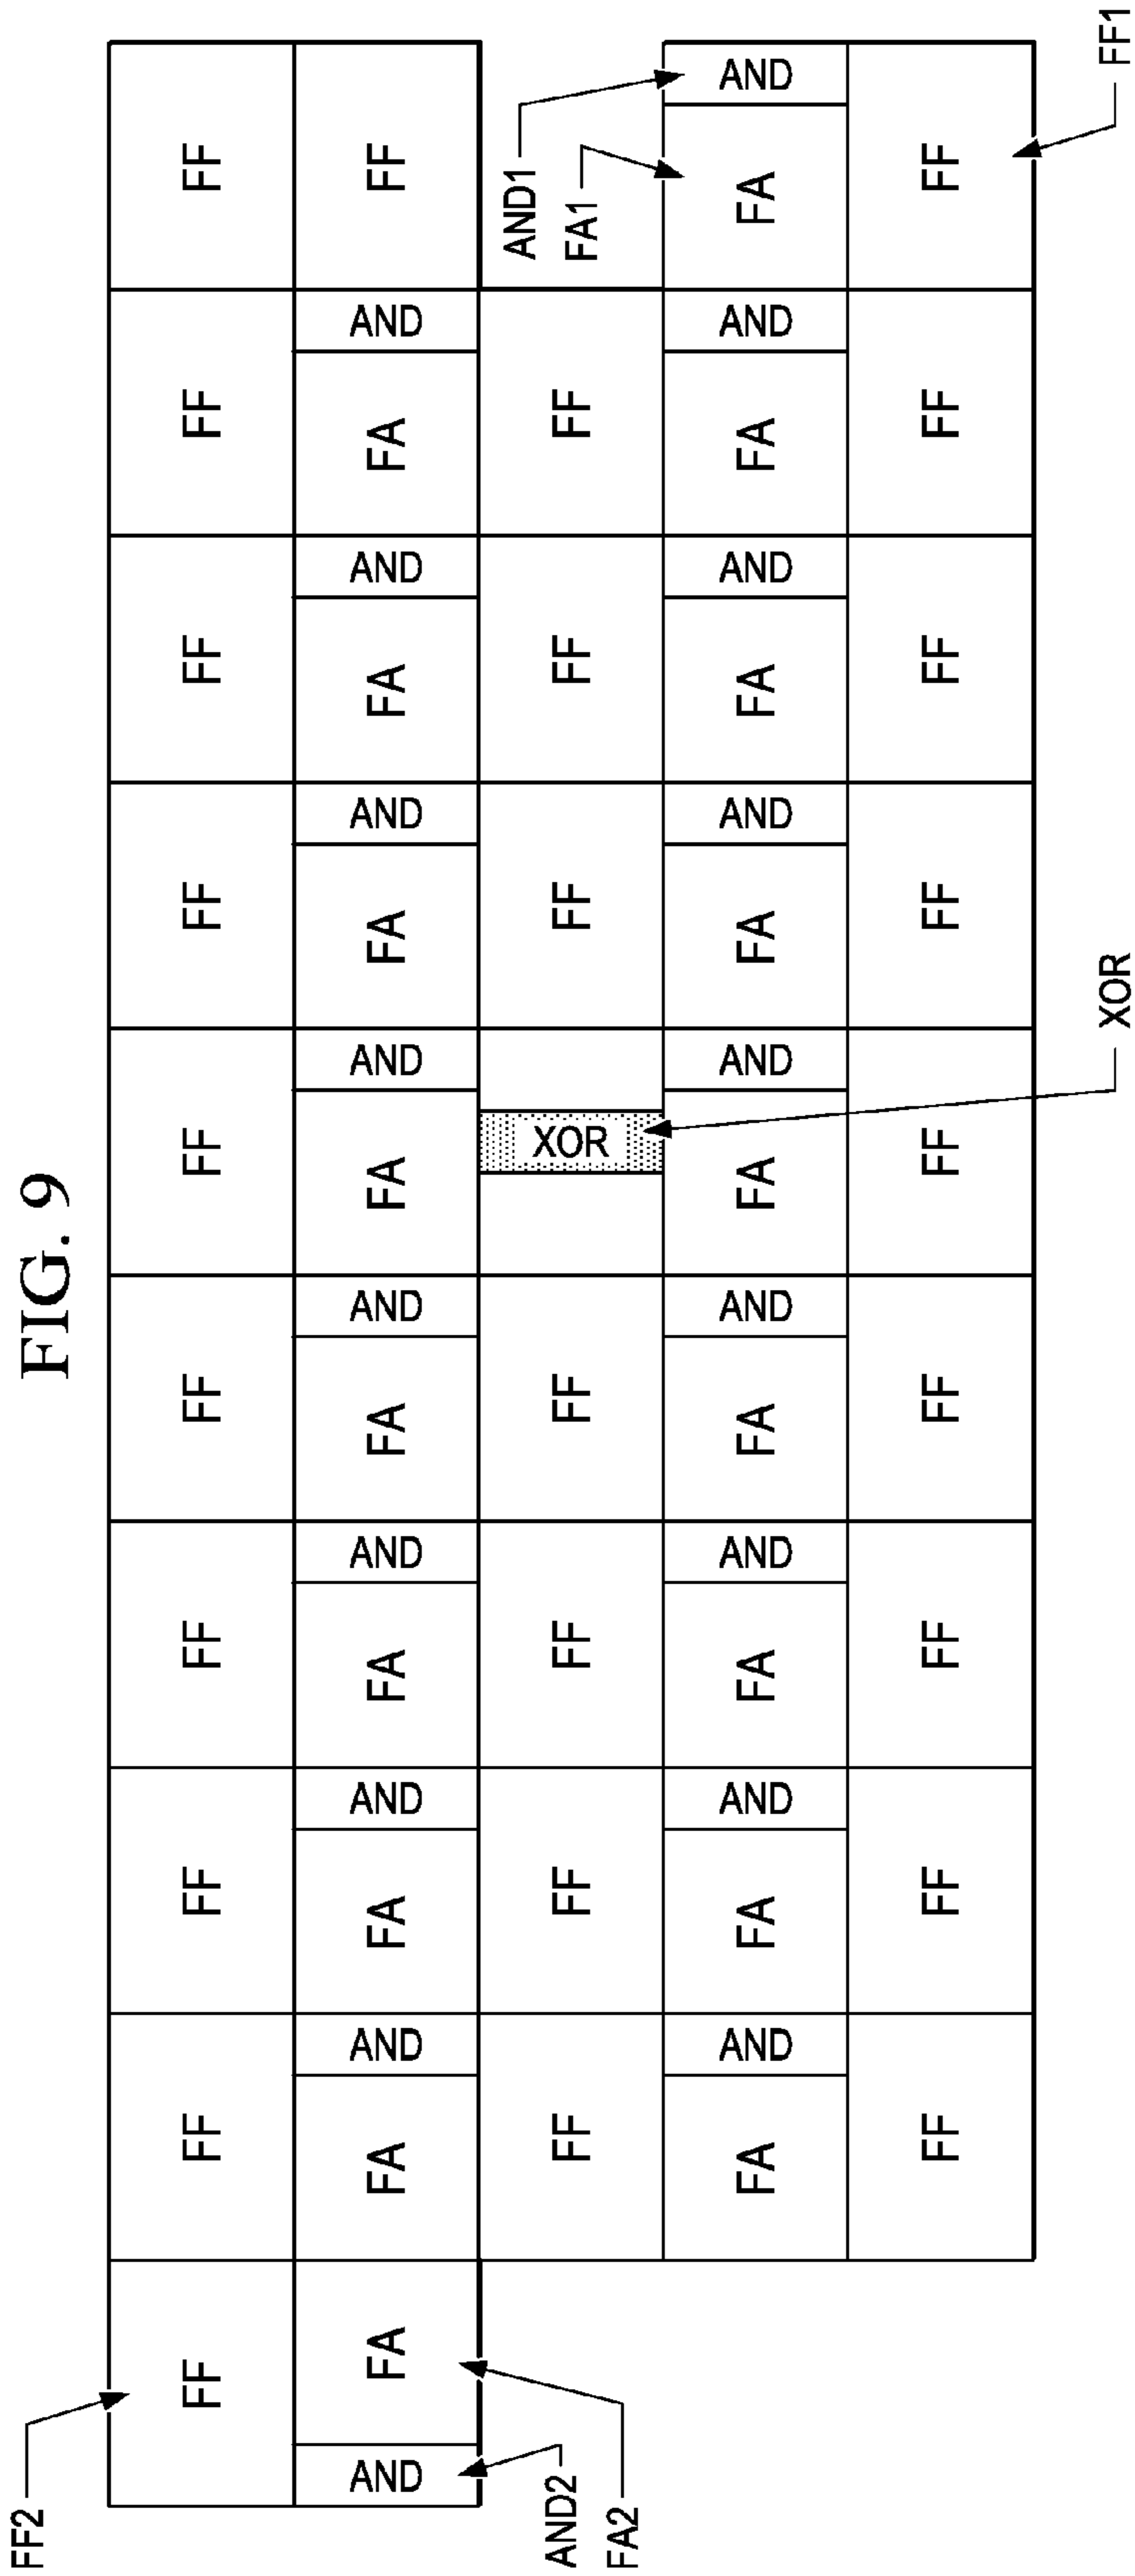 FIG. 9
FF2
FF FF FF FF FF FF FF FF FF FF
AND FA FA AND FA AND FA AND FA AND FA AND FA AND FA AND FA AND FF
AND2
FA2
FF FF FF FF XOR FF FF FF
AND1
FA1
FA AND FA AND FA AND FA AND FA AND FA AND FA AND FA AND FA AND
FF FF FF FF FF FF FF FF FF
XOR
FF1